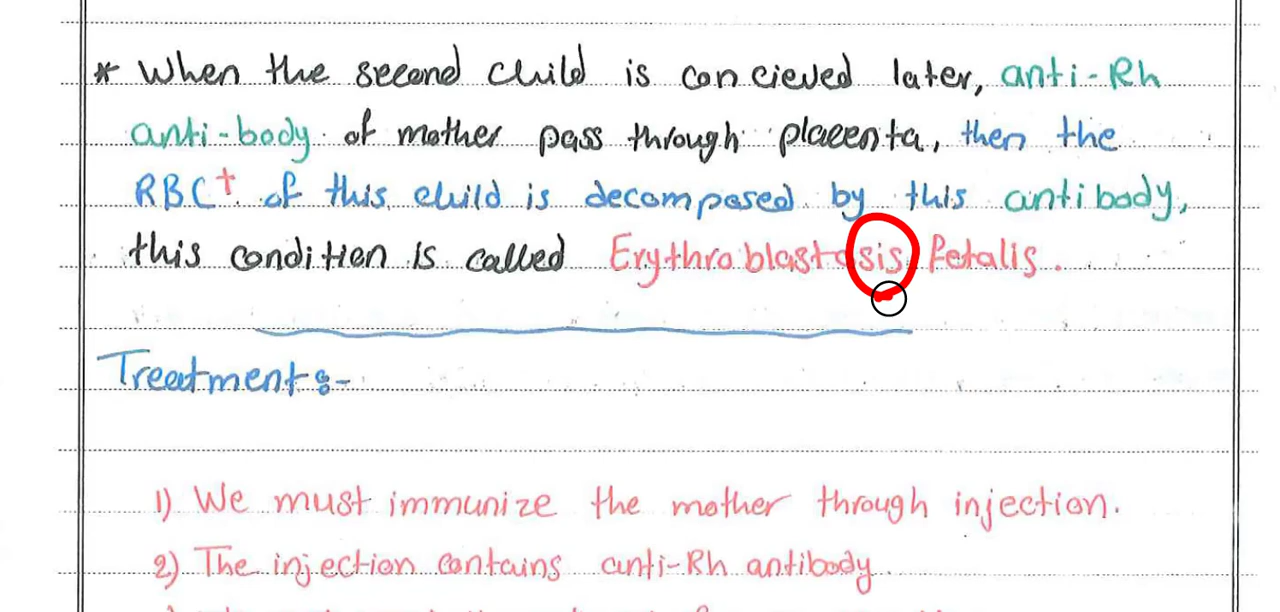 * When the second child is concieved later, anti-Rh
anti-body of mother pass through placenta, then the
RBC+ of this child is decomposed by this antibody,
this condition is called Erythroblastosis Fetalis.
Treatment:-
1) We must immunize the mother through injection.
2) The injection contains anti-Rh antibody